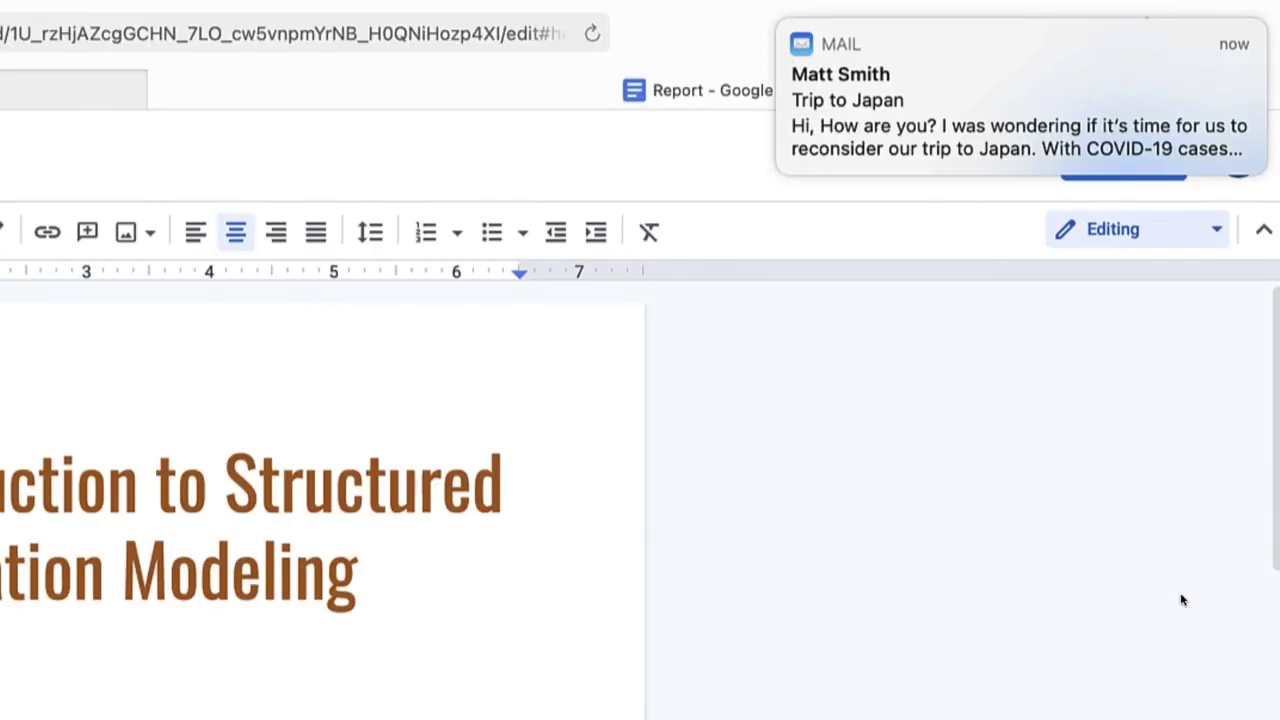 d/1U_rzHjAZcgGCHN_7LO_cw5vnpmYrNB_H0QNiHozp4XI/edit#h
MAIL
now
Matt Smith
Trip to Japan
Hi, How are you? I was wondering if it's time for us to
reconsider our trip to Japan. With COVID-19 cases...
Report - Google
Editing
3 4 5 6 7
uction to Structured
ation Modeling